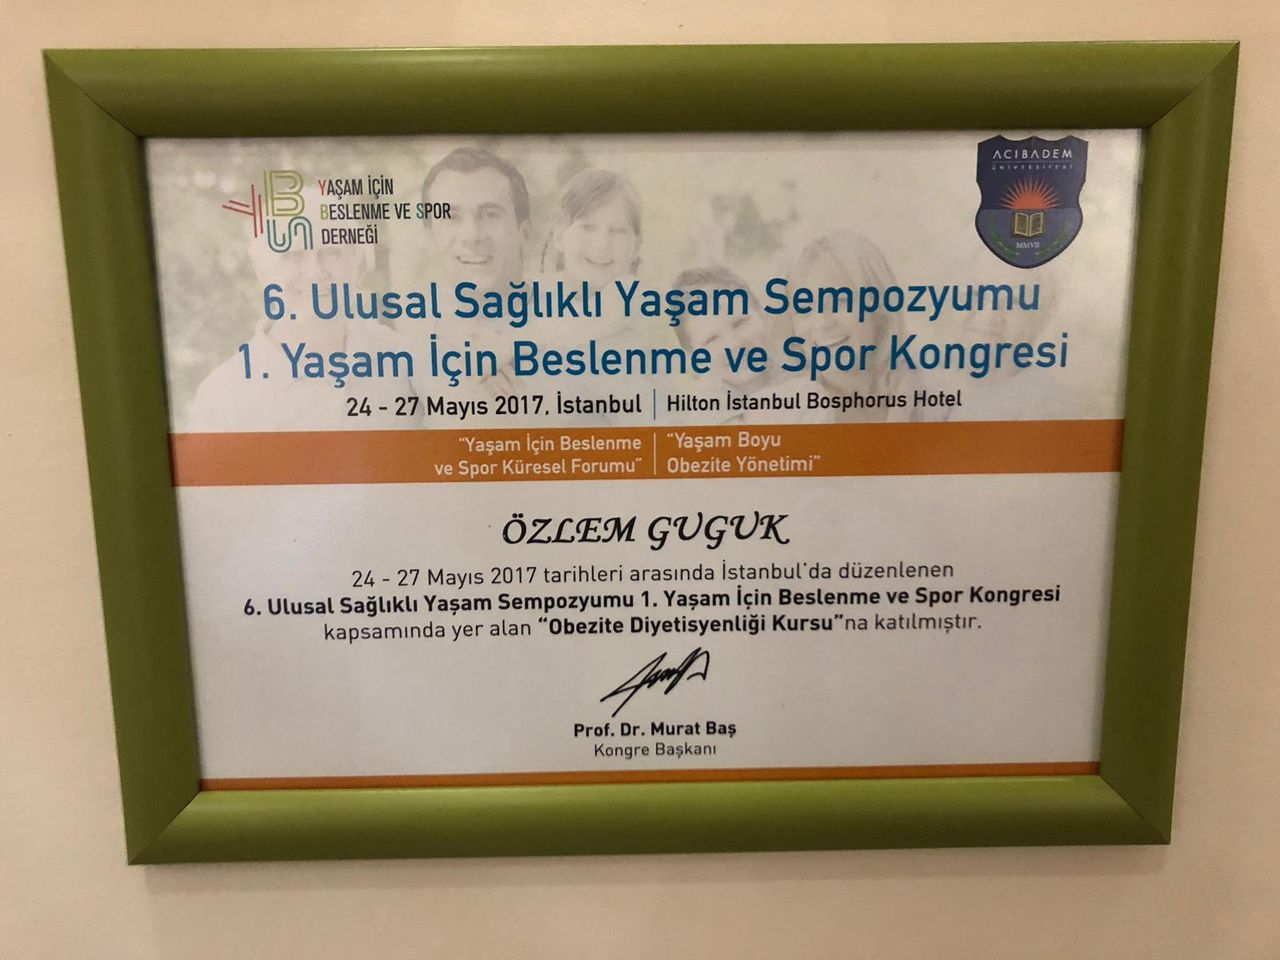 YAŞAM İÇİN
BESLENME VE SPOR
DERNEĞİ
ACIBADEM
ÜNİVERSİTESİ
MMVII
6. Ulusal Sağlıklı Yaşam Sempozyumu
1. Yaşam İçin Beslenme ve Spor Kongresi
24 - 27 Mayıs 2017, İstanbul | Hilton İstanbul Bosphorus Hotel
"Yaşam İçin Beslenme
ve Spor Küresel Forumu"
"Yaşam Boyu
Obezite Yönetimi"
ÖZLEM GUGUK
24 - 27 Mayıs 2017 tarihleri arasında İstanbul'da düzenlenen
6. Ulusal Sağlıklı Yaşam Sempozyumu 1. Yaşam İçin Beslenme ve Spor Kongresi
kapsamında yer alan "Obezite Diyetisyenliği Kursu"na katılmıştır.
Prof. Dr. Murat Baş
Kongre Başkanı